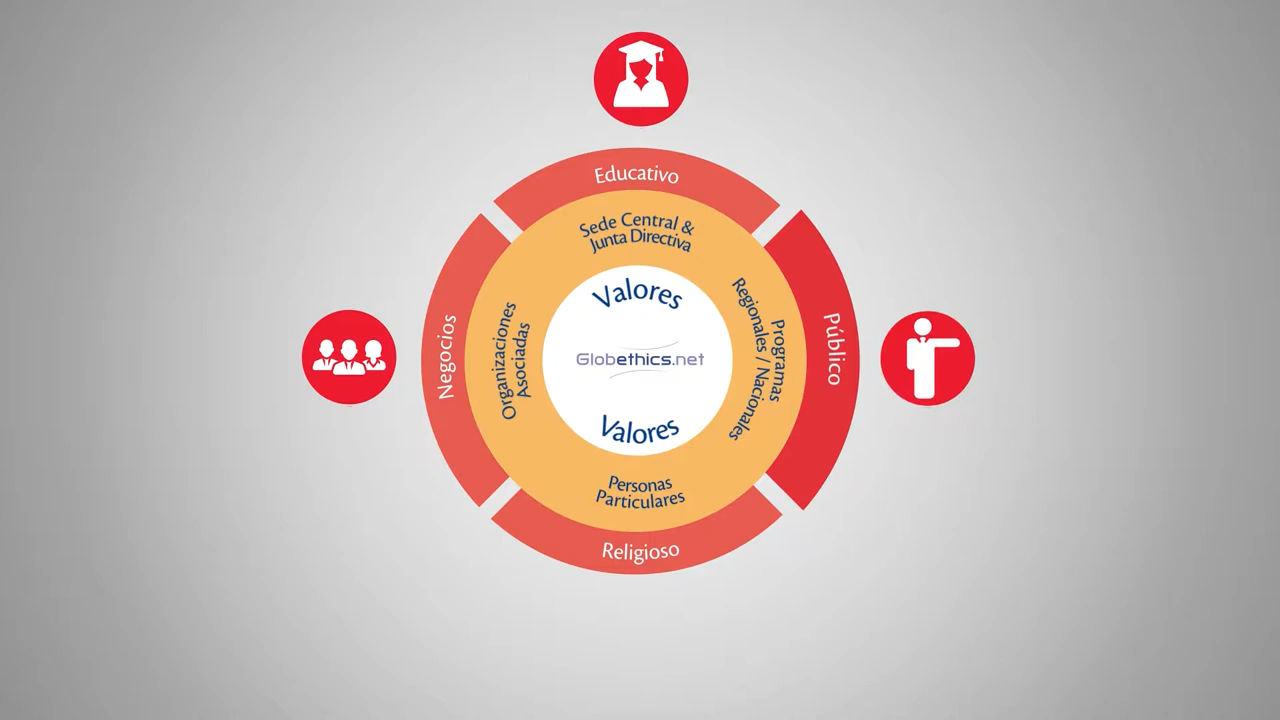 Educativo
Sede Central &
Junta Directiva
Valores
Negocios
Organizaciones
Asociadas
Globethics.net
Programas
Regionales / Nacionales
Público
Valores
Personas
Particulares
Religioso